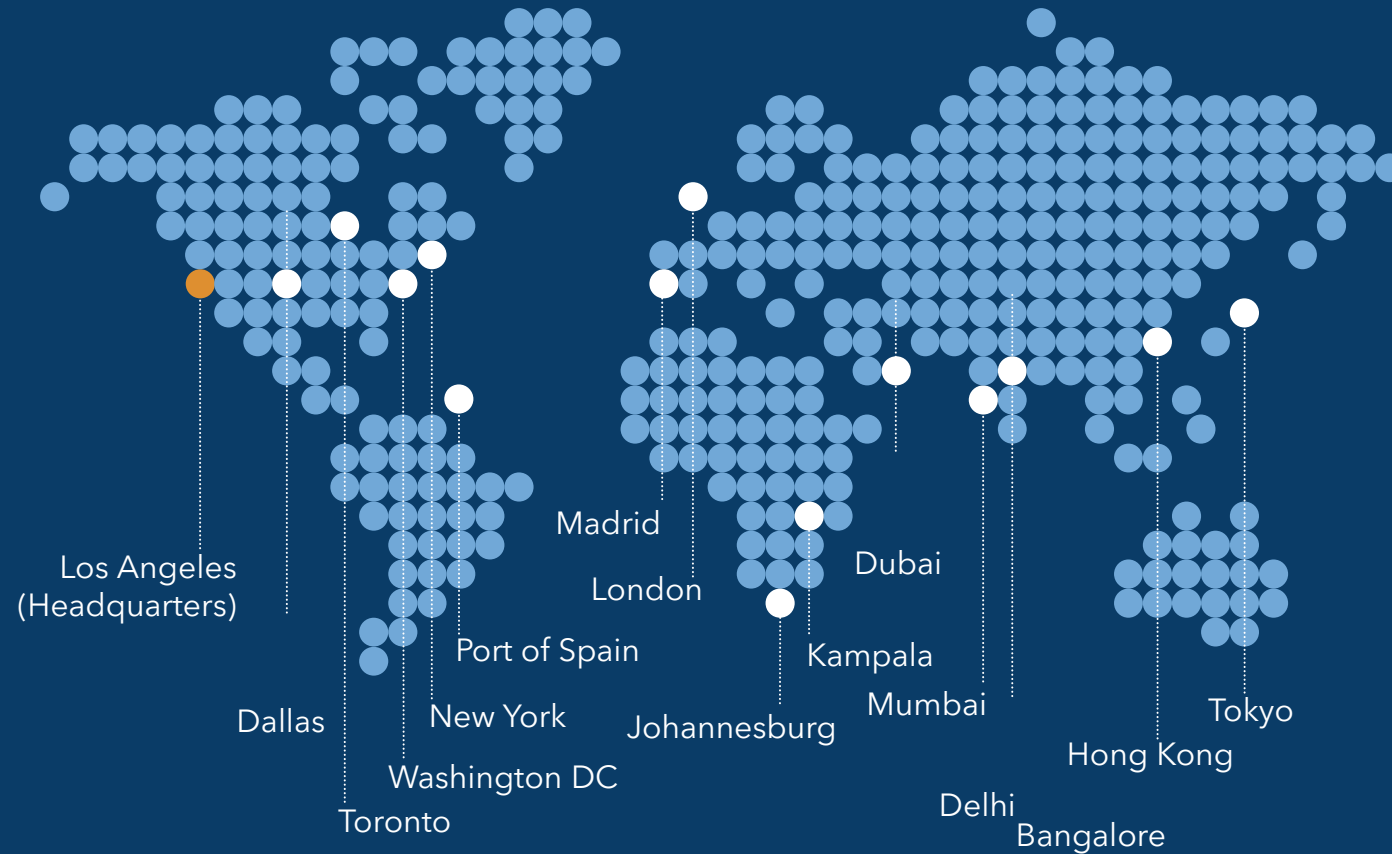 Madrid
Dubai
Los Angeles
(Headquarters)
London
Port of Spain
Kampala
Mumbai
Tokyo
New York
Dallas
Johannesburg
Hong Kong
Washington DC
Delhi
Toronto
Bangalore